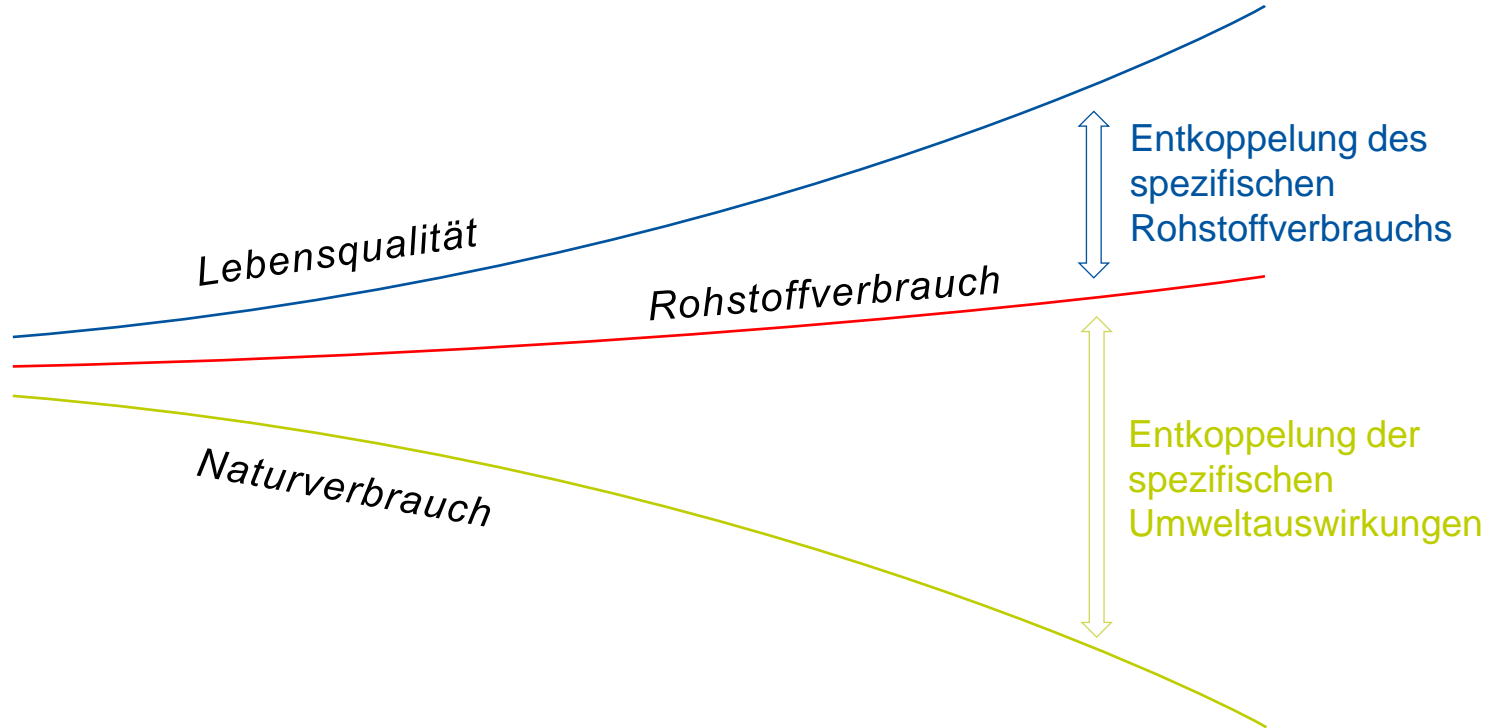 Entkoppelung des
spezifischen
Rohstoffverbrauchs
Lebensqualität
Rohstoffverbrauch
Naturverbrauch
Entkoppelung der
spezifischen
Umweltauswirkungen